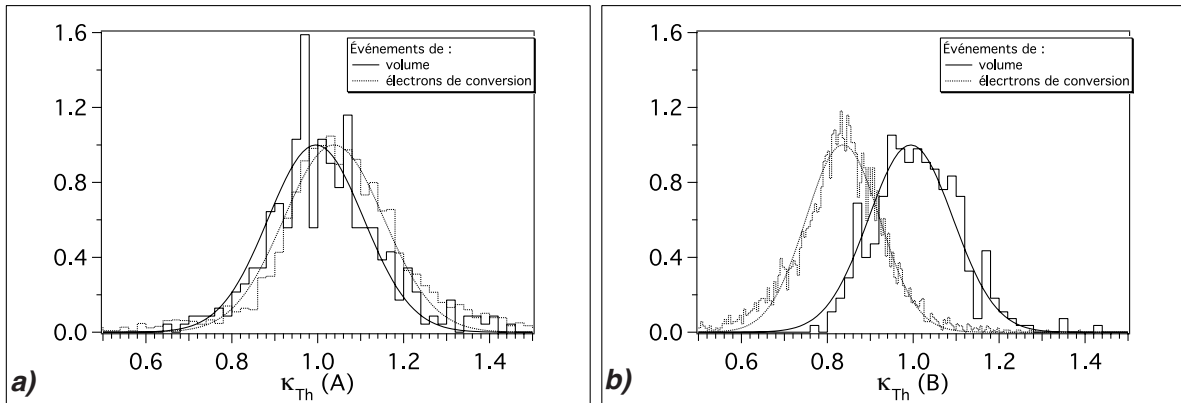 1.6
1.2
0.8
0.4
0.0
Événements de :
volume
électrons de conversion
0.6 0.8 1.0 1.2 1.4
κTh (A)
a)
1.6
1.2
0.8
0.4
0.0
Événements de :
volume
élecrtrons de conversion
0.6 0.8 1.0 1.2 1.4
κTh (B)
b)